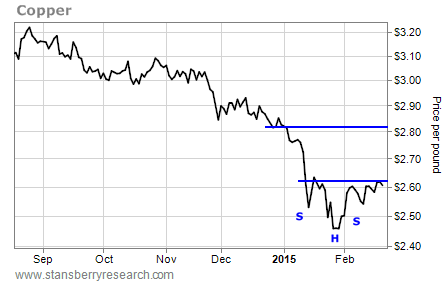 Copper
$3.20
$3.10
$3.00
$2.90
$2.80
$2.70
$2.60
$2.50
$2.40
Price per pound
S
S
H
Sep Oct Nov Dec 2015 Feb
www.stansberryresearch.com